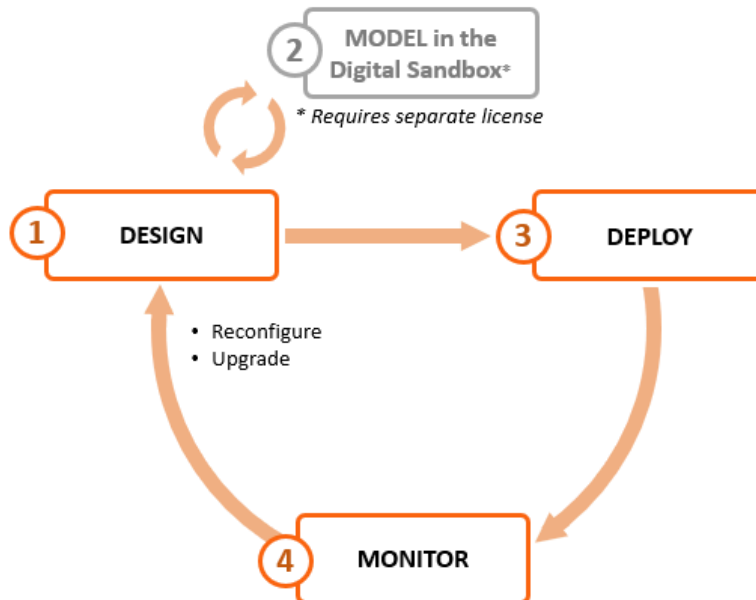 2
MODEL in the
Digital Sandbox*
* Requires separate license
1
DESIGN
3
DEPLOY
• Reconfigure
• Upgrade
4
MONITOR